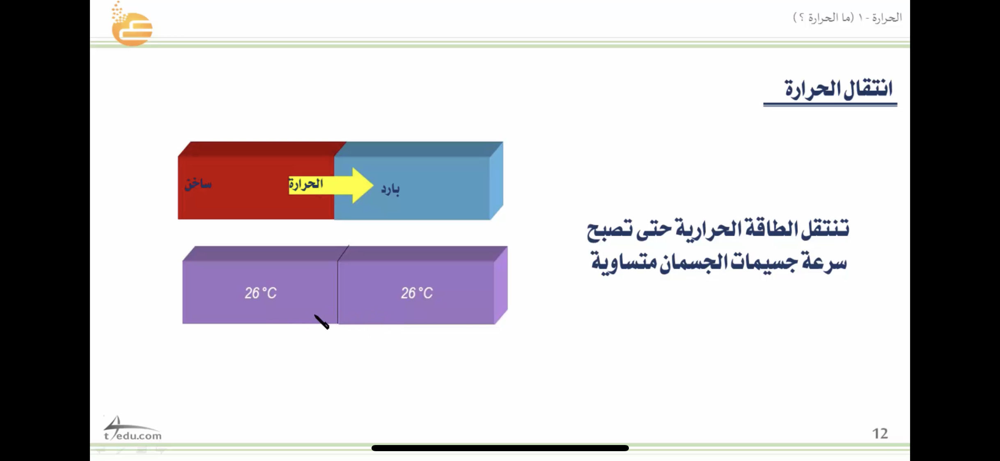 الحرارة - ١ (ما الحرارة ؟)
انتقال الحرارة
ساخن
الحرارة
بارد
تنتقل الطاقة الحرارية حتى تصبح
سرعة جسيمات الجسمان متساوية
26 °C
26 °C
t4edu.com
12